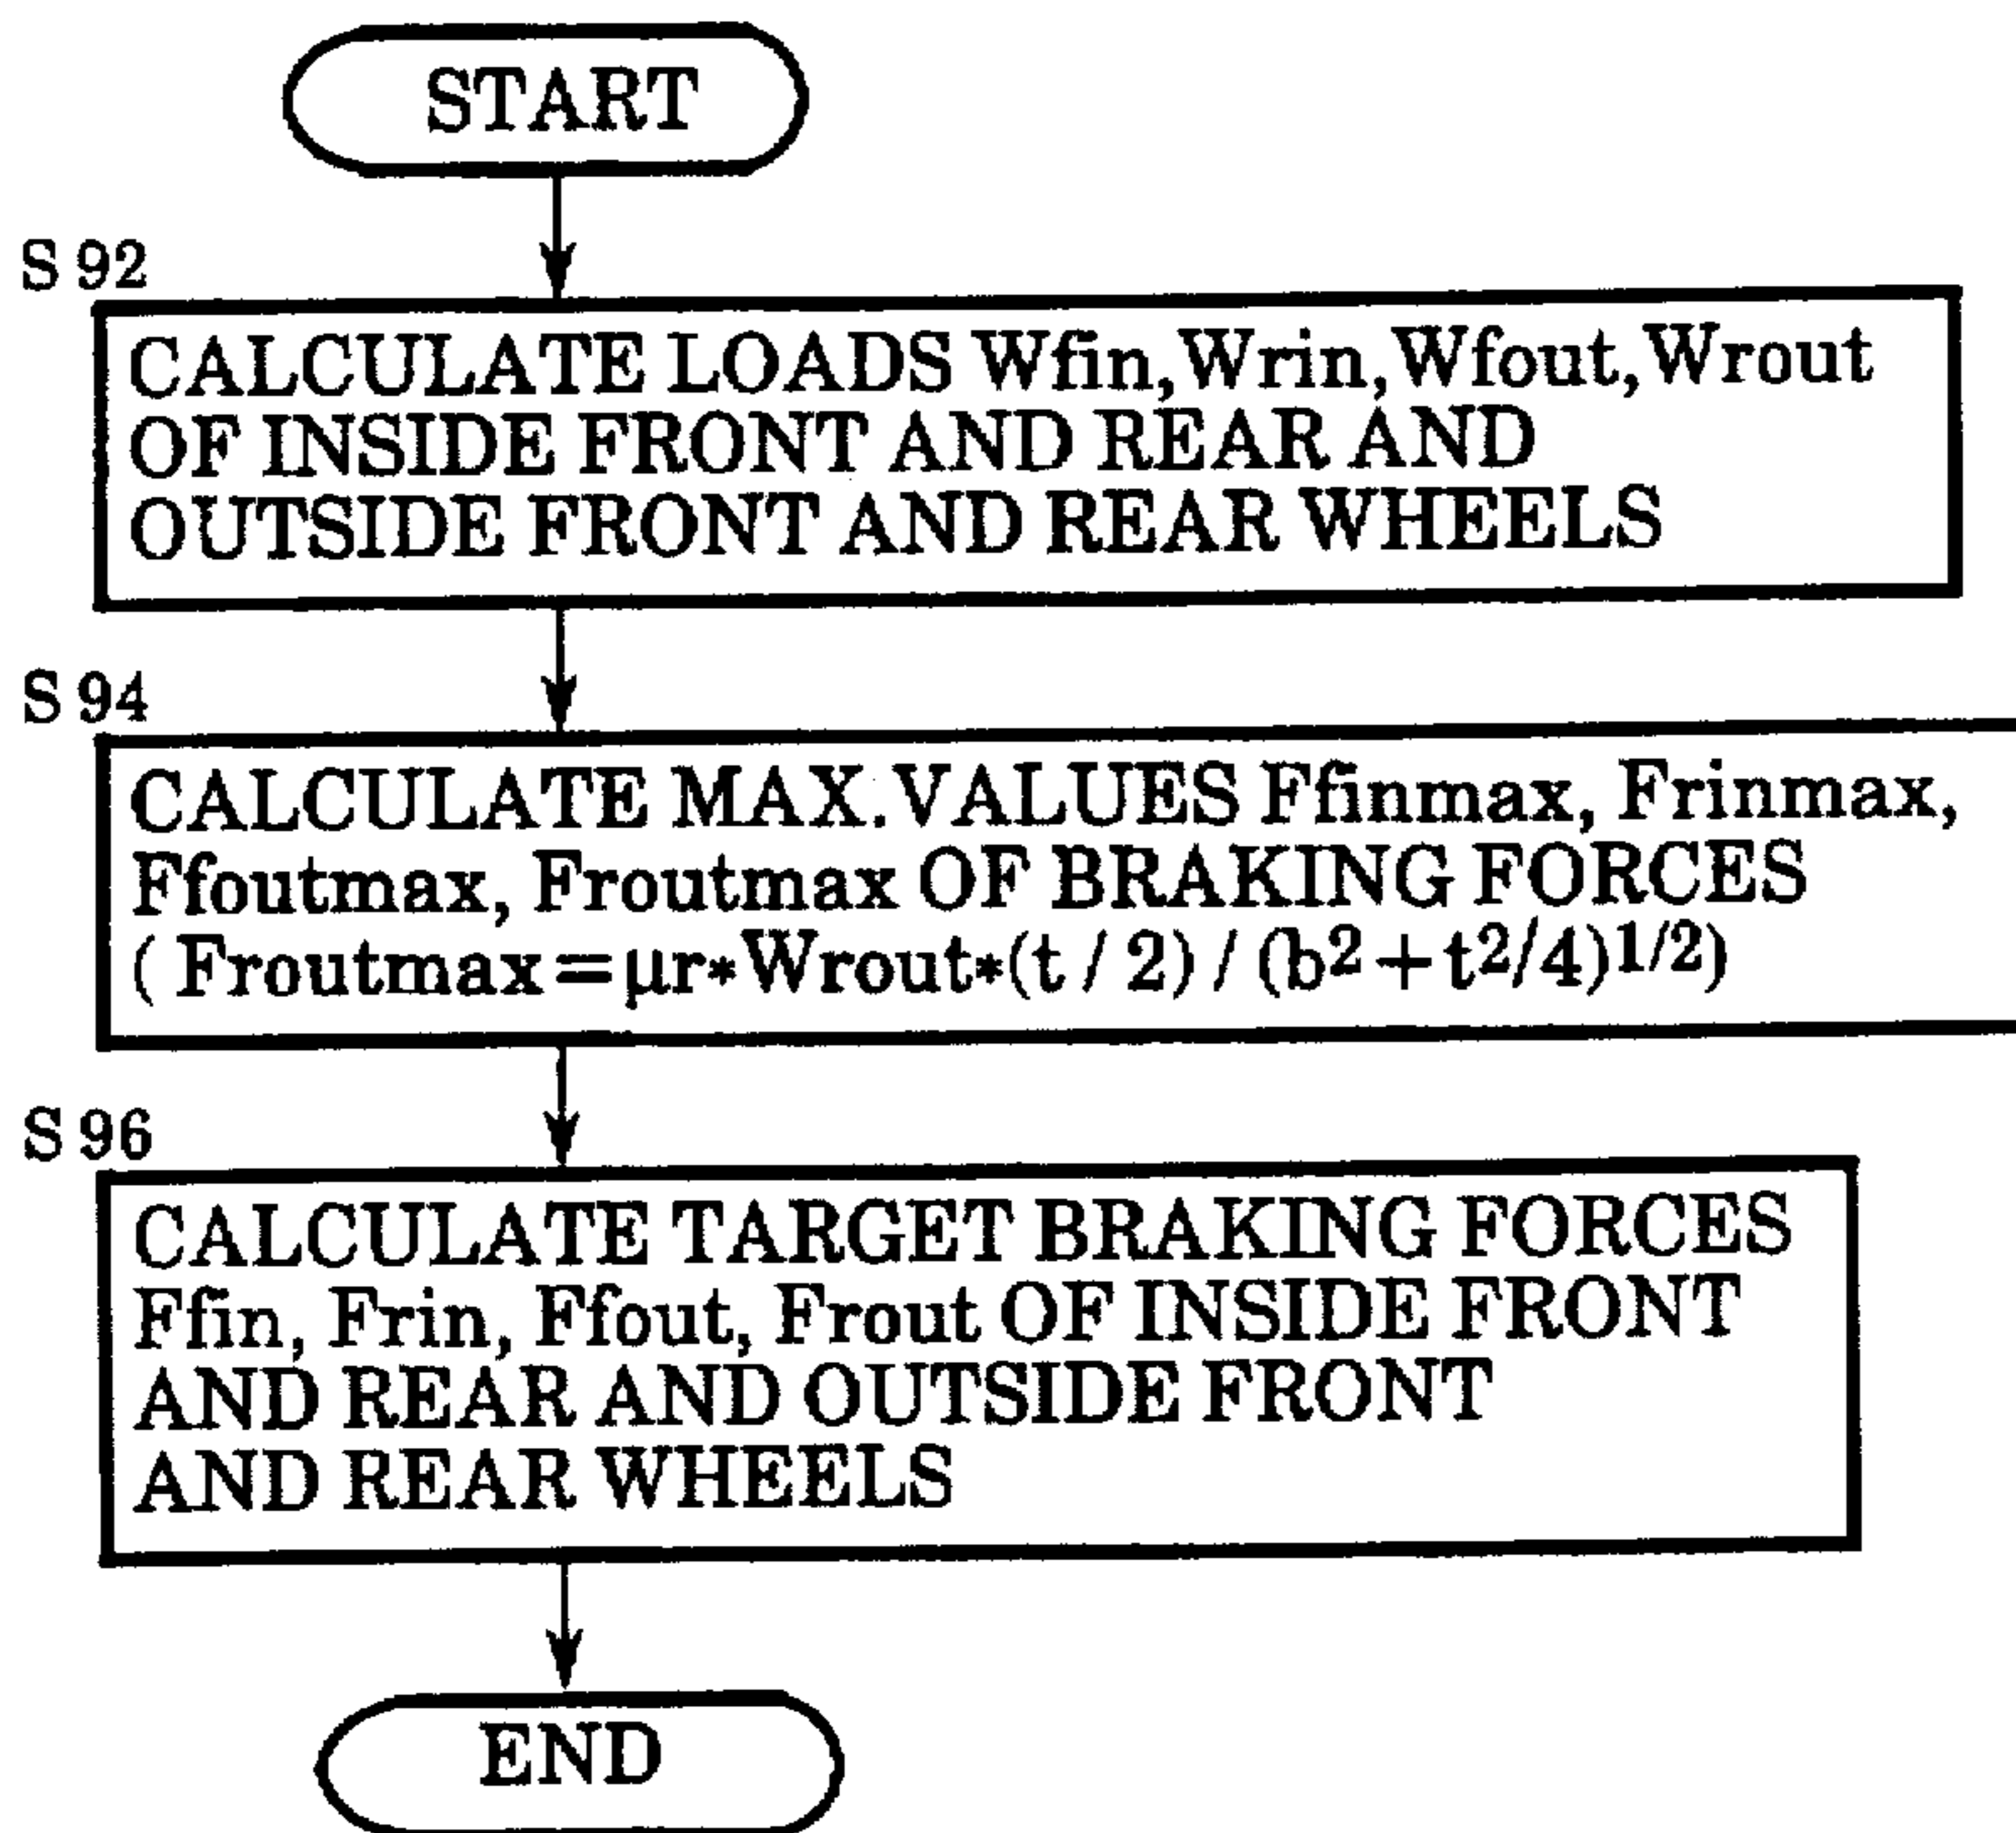 START
S 92
CALCULATE LOADS Wfin, Wrin, Wfout, Wrout
OF INSIDE FRONT AND REAR AND
OUTSIDE FRONT AND REAR WHEELS
S 94
CALCULATE MAX. VALUES Ffinmax, Frinmax,
Ffoutmax, Froutmax OF BRAKING FORCES
( Froutmax=μr*Wrout*(t / 2) / (b²+t²/4)^1/2)
S 96
CALCULATE TARGET BRAKING FORCES
Ffin, Frin, Ffout, Frout OF INSIDE FRONT
AND REAR AND OUTSIDE FRONT
AND REAR WHEELS
END